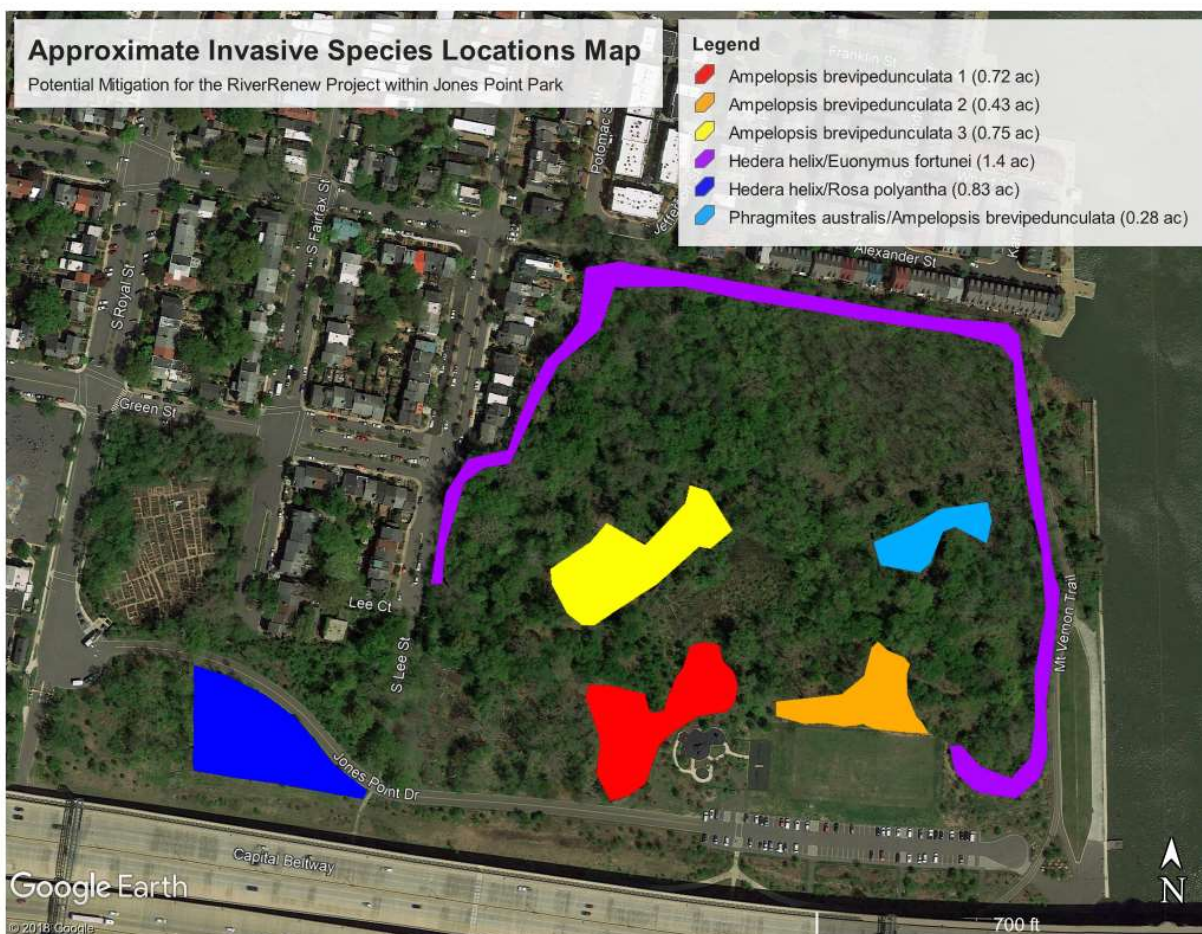 Approximate Invasive Species Locations Map
Potential Mitigation for the RiverRenew Project within Jones Point Park
Legend
Ampelopsis brevipedunculata 1 (0.72 ac)
Ampelopsis brevipedunculata 2 (0.43 ac)
Ampelopsis brevipedunculata 3 (0.75 ac)
Hedera helix/Euonymus fortunei (1.4 ac)
Hedera helix/Rosa polyantha (0.83 ac)
Phragmites australis/Ampelopsis brevipedunculata (0.28 ac)
Franklin St
Potomac
Alexander St
S Fairfax St
S Royal St
Green St
Lee Ct
S Lee St
Mt Vernon Trail
Jones Point Dr
Capital Beltway
Google Earth
© 2018 Google
N
700 ft